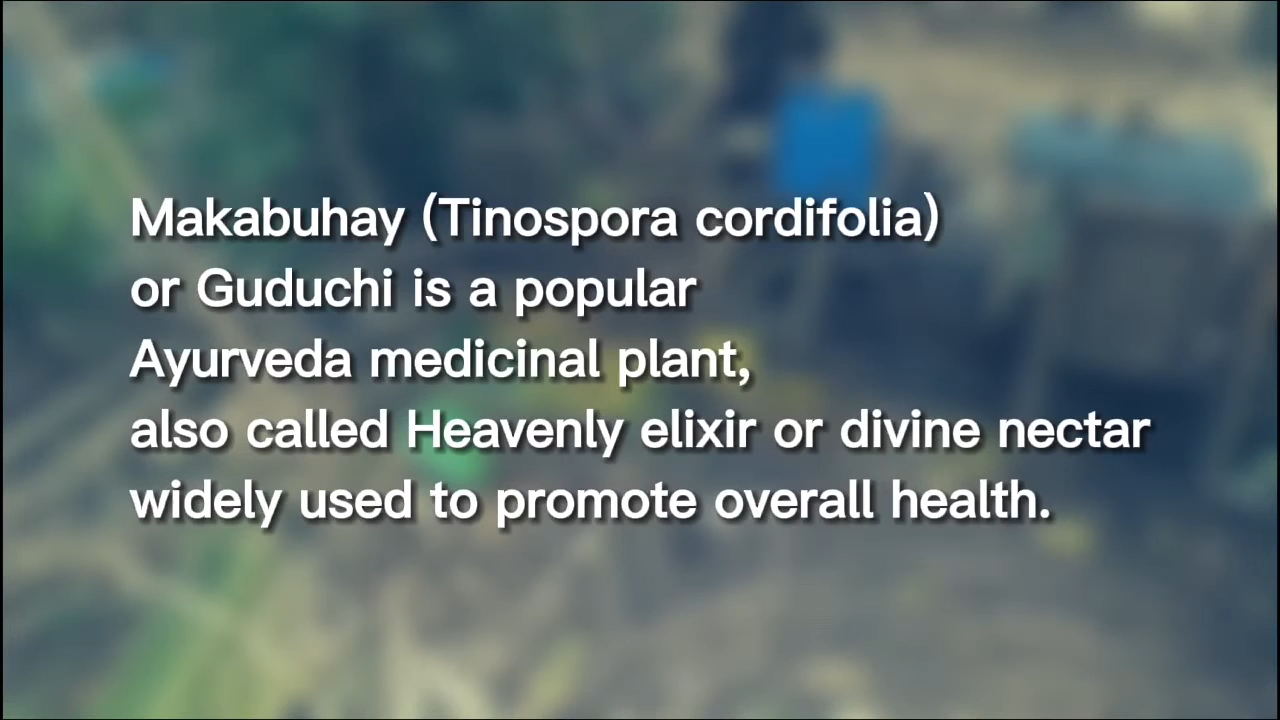 Makabuhay (Tinospora cordifolia)
or Guduchi is a popular
Ayurveda medicinal plant,
also called Heavenly elixir or divine nectar
widely used to promote overall health.